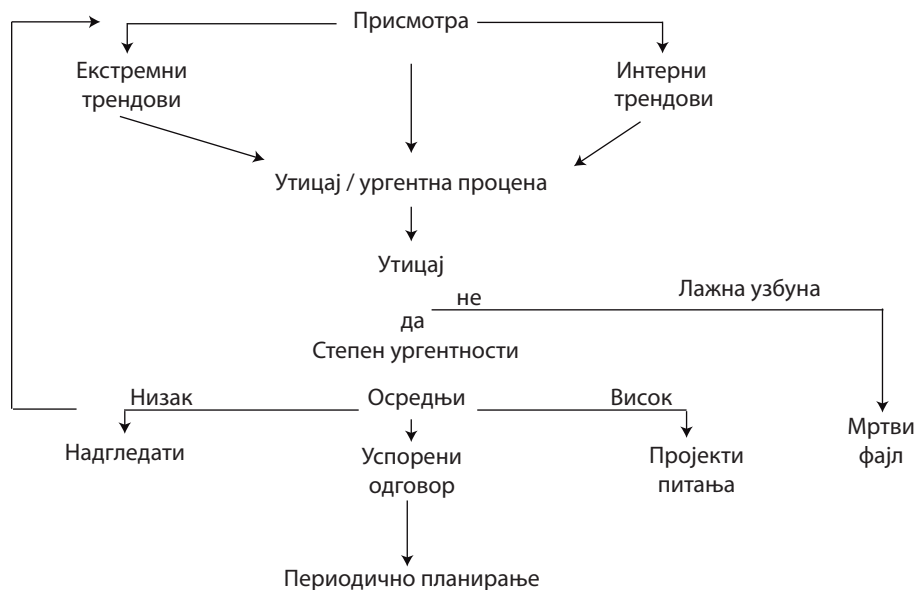 Присмотра
Екстремни
трендови
Интерни
трендови
Утицај / ургентна процена
Утицај
не
Лажна узбуна
да
Степен ургентности
Низак
Осредњи
Висок
Надгледати
Успорени
одговор
Пројекти
питања
Мртви
фајл
Периодично планирање